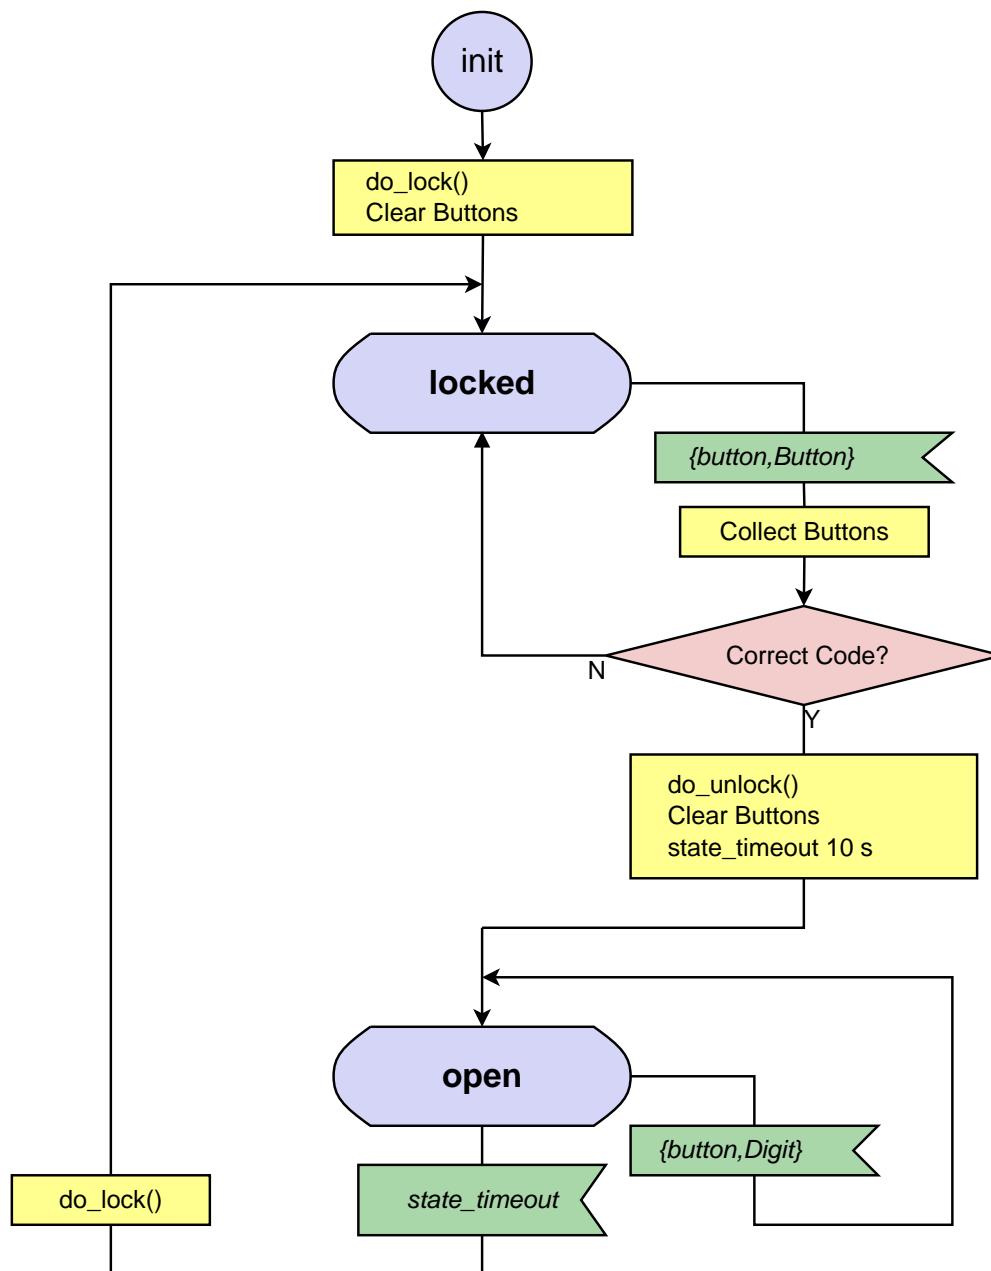 init
do_lock()
Clear Buttons
locked
{button,Button}
Collect Buttons
Correct Code?
N
Y
do_unlock()
Clear Buttons
state_timeout 10 s
open
{button,Digit}
do_lock()
state_timeout